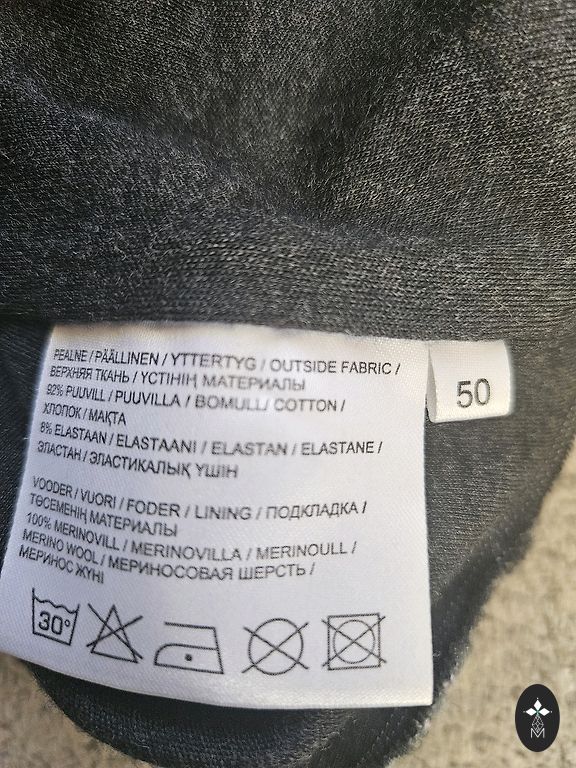 PEALNE / PÄÄLLINEN / YTTERTYG / OUTSIDE FABRIC /
ВЕРХНЯЯ ТКАНЬ / ҮСТІНІҢ МАТЕРИАЛЫ
92% PUUVILL / PUUVILLA / BOMULL/ COTTON /
ХЛОПОК / МАҚТА
8% ELASTAAN / ELASTAANI / ELASTAN / ELASTANE /
ЭЛАСТАН / ЭЛАСТИКАЛЫҚ ҮШІН
VOODER / VUORI / FODER / LINING / ПОДКЛАДКА /
ТӨСЕМЕНІҢ МАТЕРИАЛЫ
100% MERINOVILL / MERINOVILLA / MERINOULL /
MERINO WOOL / МЕРИНОСОВАЯ ШЕРСТЬ /
МЕРИНОС ЖҮНІ
30°
50